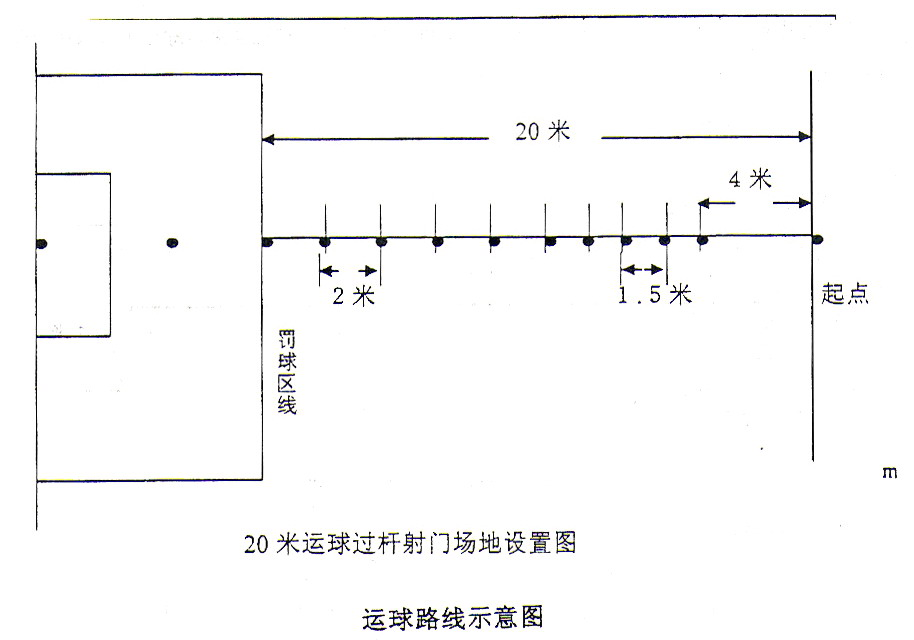 20 米
4 米
2 米
1.5 米
起点
罚球区线
m
20 米运球过杆射门场地设置图
运球路线示意图